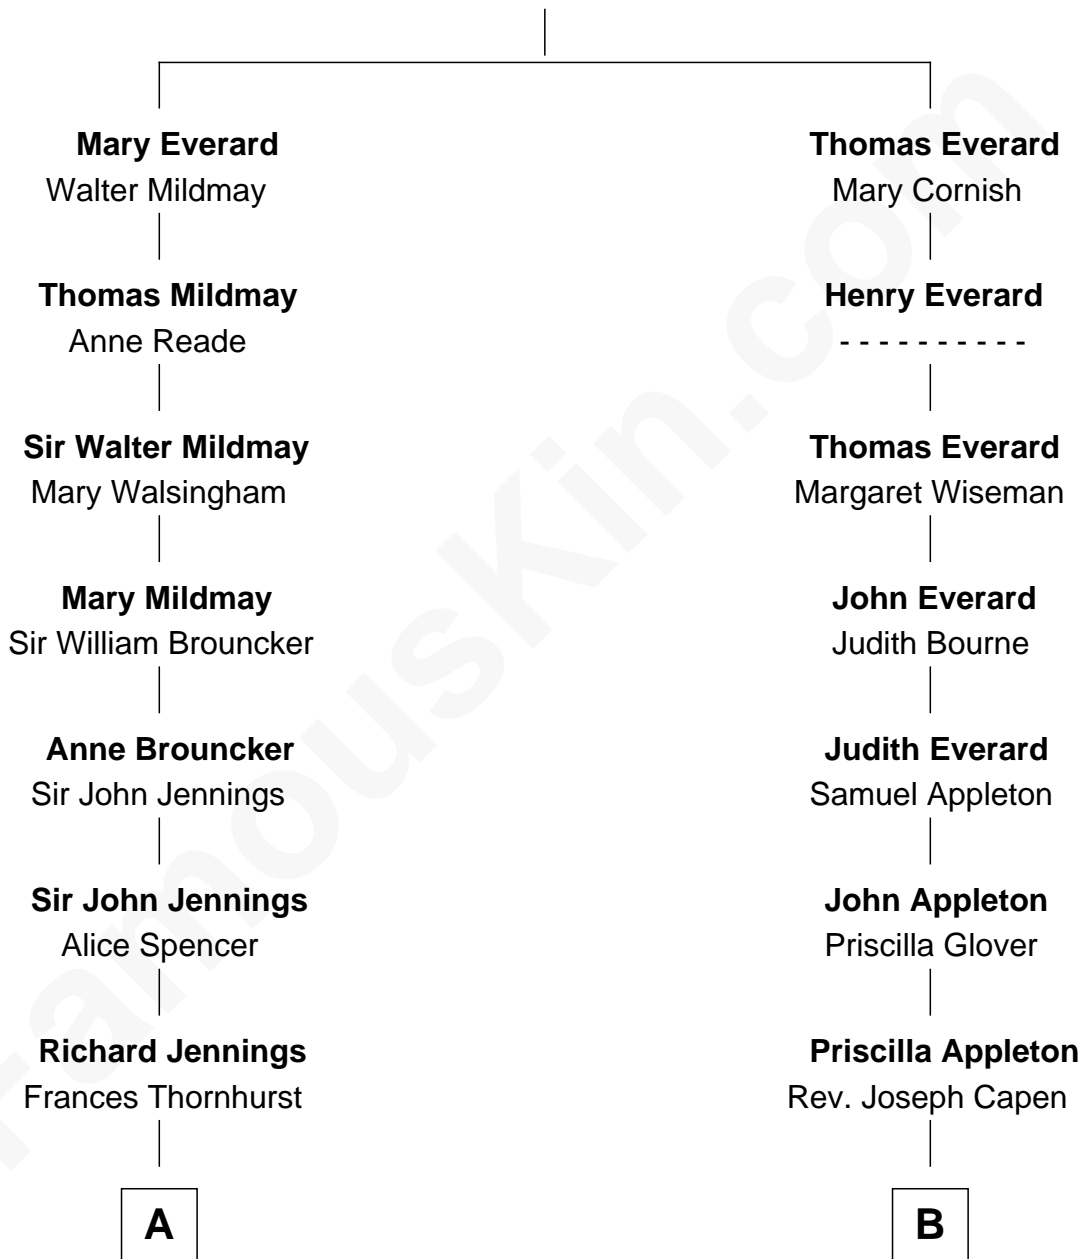 Mary Everard
Walter Mildmay
Thomas Everard
Mary Cornish
Thomas Mildmay
Anne Reade
Henry Everard
- - - - - - - - - -
Sir Walter Mildmay
Mary Walsingham
Thomas Everard
Margaret Wiseman
Mary Mildmay
Sir William Brouncker
John Everard
Judith Bourne
Anne Brouncker
Sir John Jennings
Judith Everard
Samuel Appleton
Sir John Jennings
Alice Spencer
John Appleton
Priscilla Glover
Richard Jennings
Frances Thornhurst
Priscilla Appleton
Rev. Joseph Capen
A
B
FamousKin.com